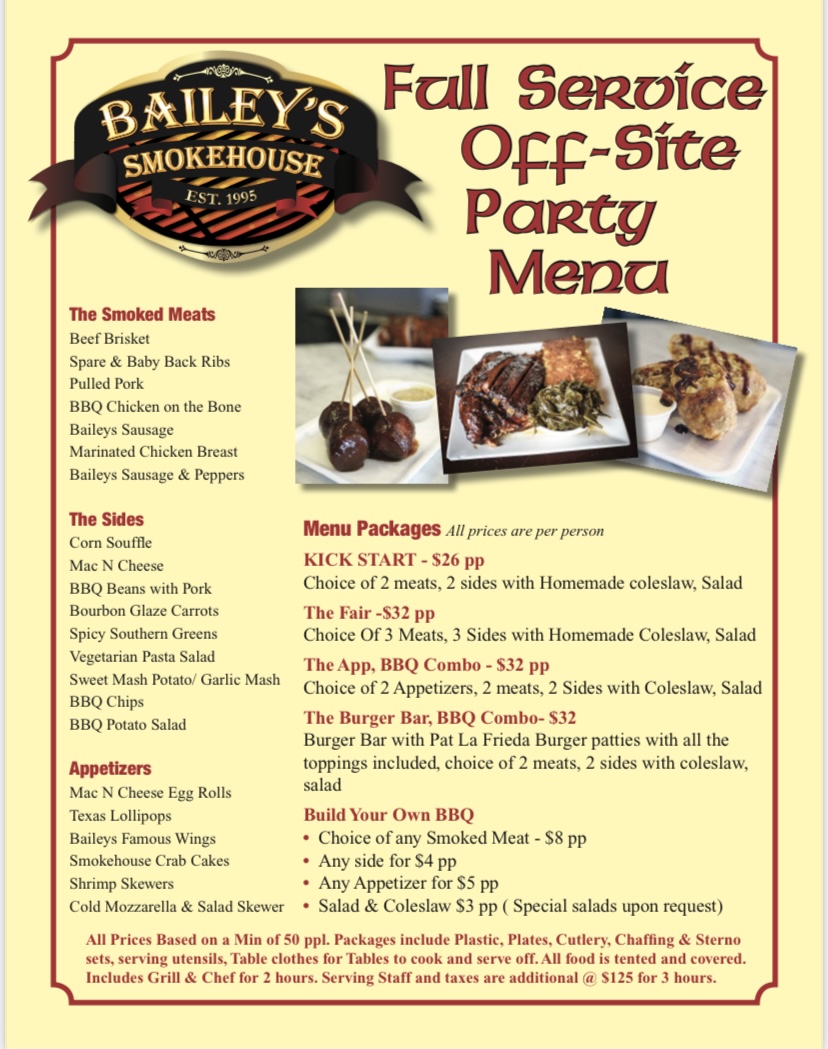 BAILEY'S
SMOKEHOUSE
EST. 1995
Full Service
Off-Site
Party
Menu
The Smoked Meats
Beef Brisket
Spare & Baby Back Ribs
Pulled Pork
BBQ Chicken on the Bone
Baileys Sausage
Marinated Chicken Breast
Baileys Sausage & Peppers
The Sides
Corn Souffle
Mac N Cheese
BBQ Beans with Pork
Bourbon Glaze Carrots
Spicy Southern Greens
Vegetarian Pasta Salad
Sweet Mash Potato/ Garlic Mash
BBQ Chips
BBQ Potato Salad
Appetizers
Mac N Cheese Egg Rolls
Texas Lollipops
Baileys Famous Wings
Smokehouse Crab Cakes
Shrimp Skewers
Cold Mozzarella & Salad Skewer
Menu Packages All prices are per person
KICK START - $26 pp
Choice of 2 meats, 2 sides with Homemade coleslaw, Salad
The Fair -$32 pp
Choice Of 3 Meats, 3 Sides with Homemade Coleslaw, Salad
The App, BBQ Combo - $32 pp
Choice of 2 Appetizers, 2 meats, 2 Sides with Coleslaw, Salad
The Burger Bar, BBQ Combo- $32
Burger Bar with Pat La Frieda Burger patties with all the
toppings included, choice of 2 meats, 2 sides with coleslaw,
salad
Build Your Own BBQ
• Choice of any Smoked Meat - $8 pp
• Any side for $4 pp
• Any Appetizer for $5 pp
• Salad & Coleslaw $3 pp ( Special salads upon request)
All Prices Based on a Min of 50 ppl. Packages include Plastic, Plates, Cutlery, Chaffing & Sterno
sets, serving utensils, Table clothes for Tables to cook and serve off. All food is tented and covered.
Includes Grill & Chef for 2 hours. Serving Staff and taxes are additional @ $125 for 3 hours.